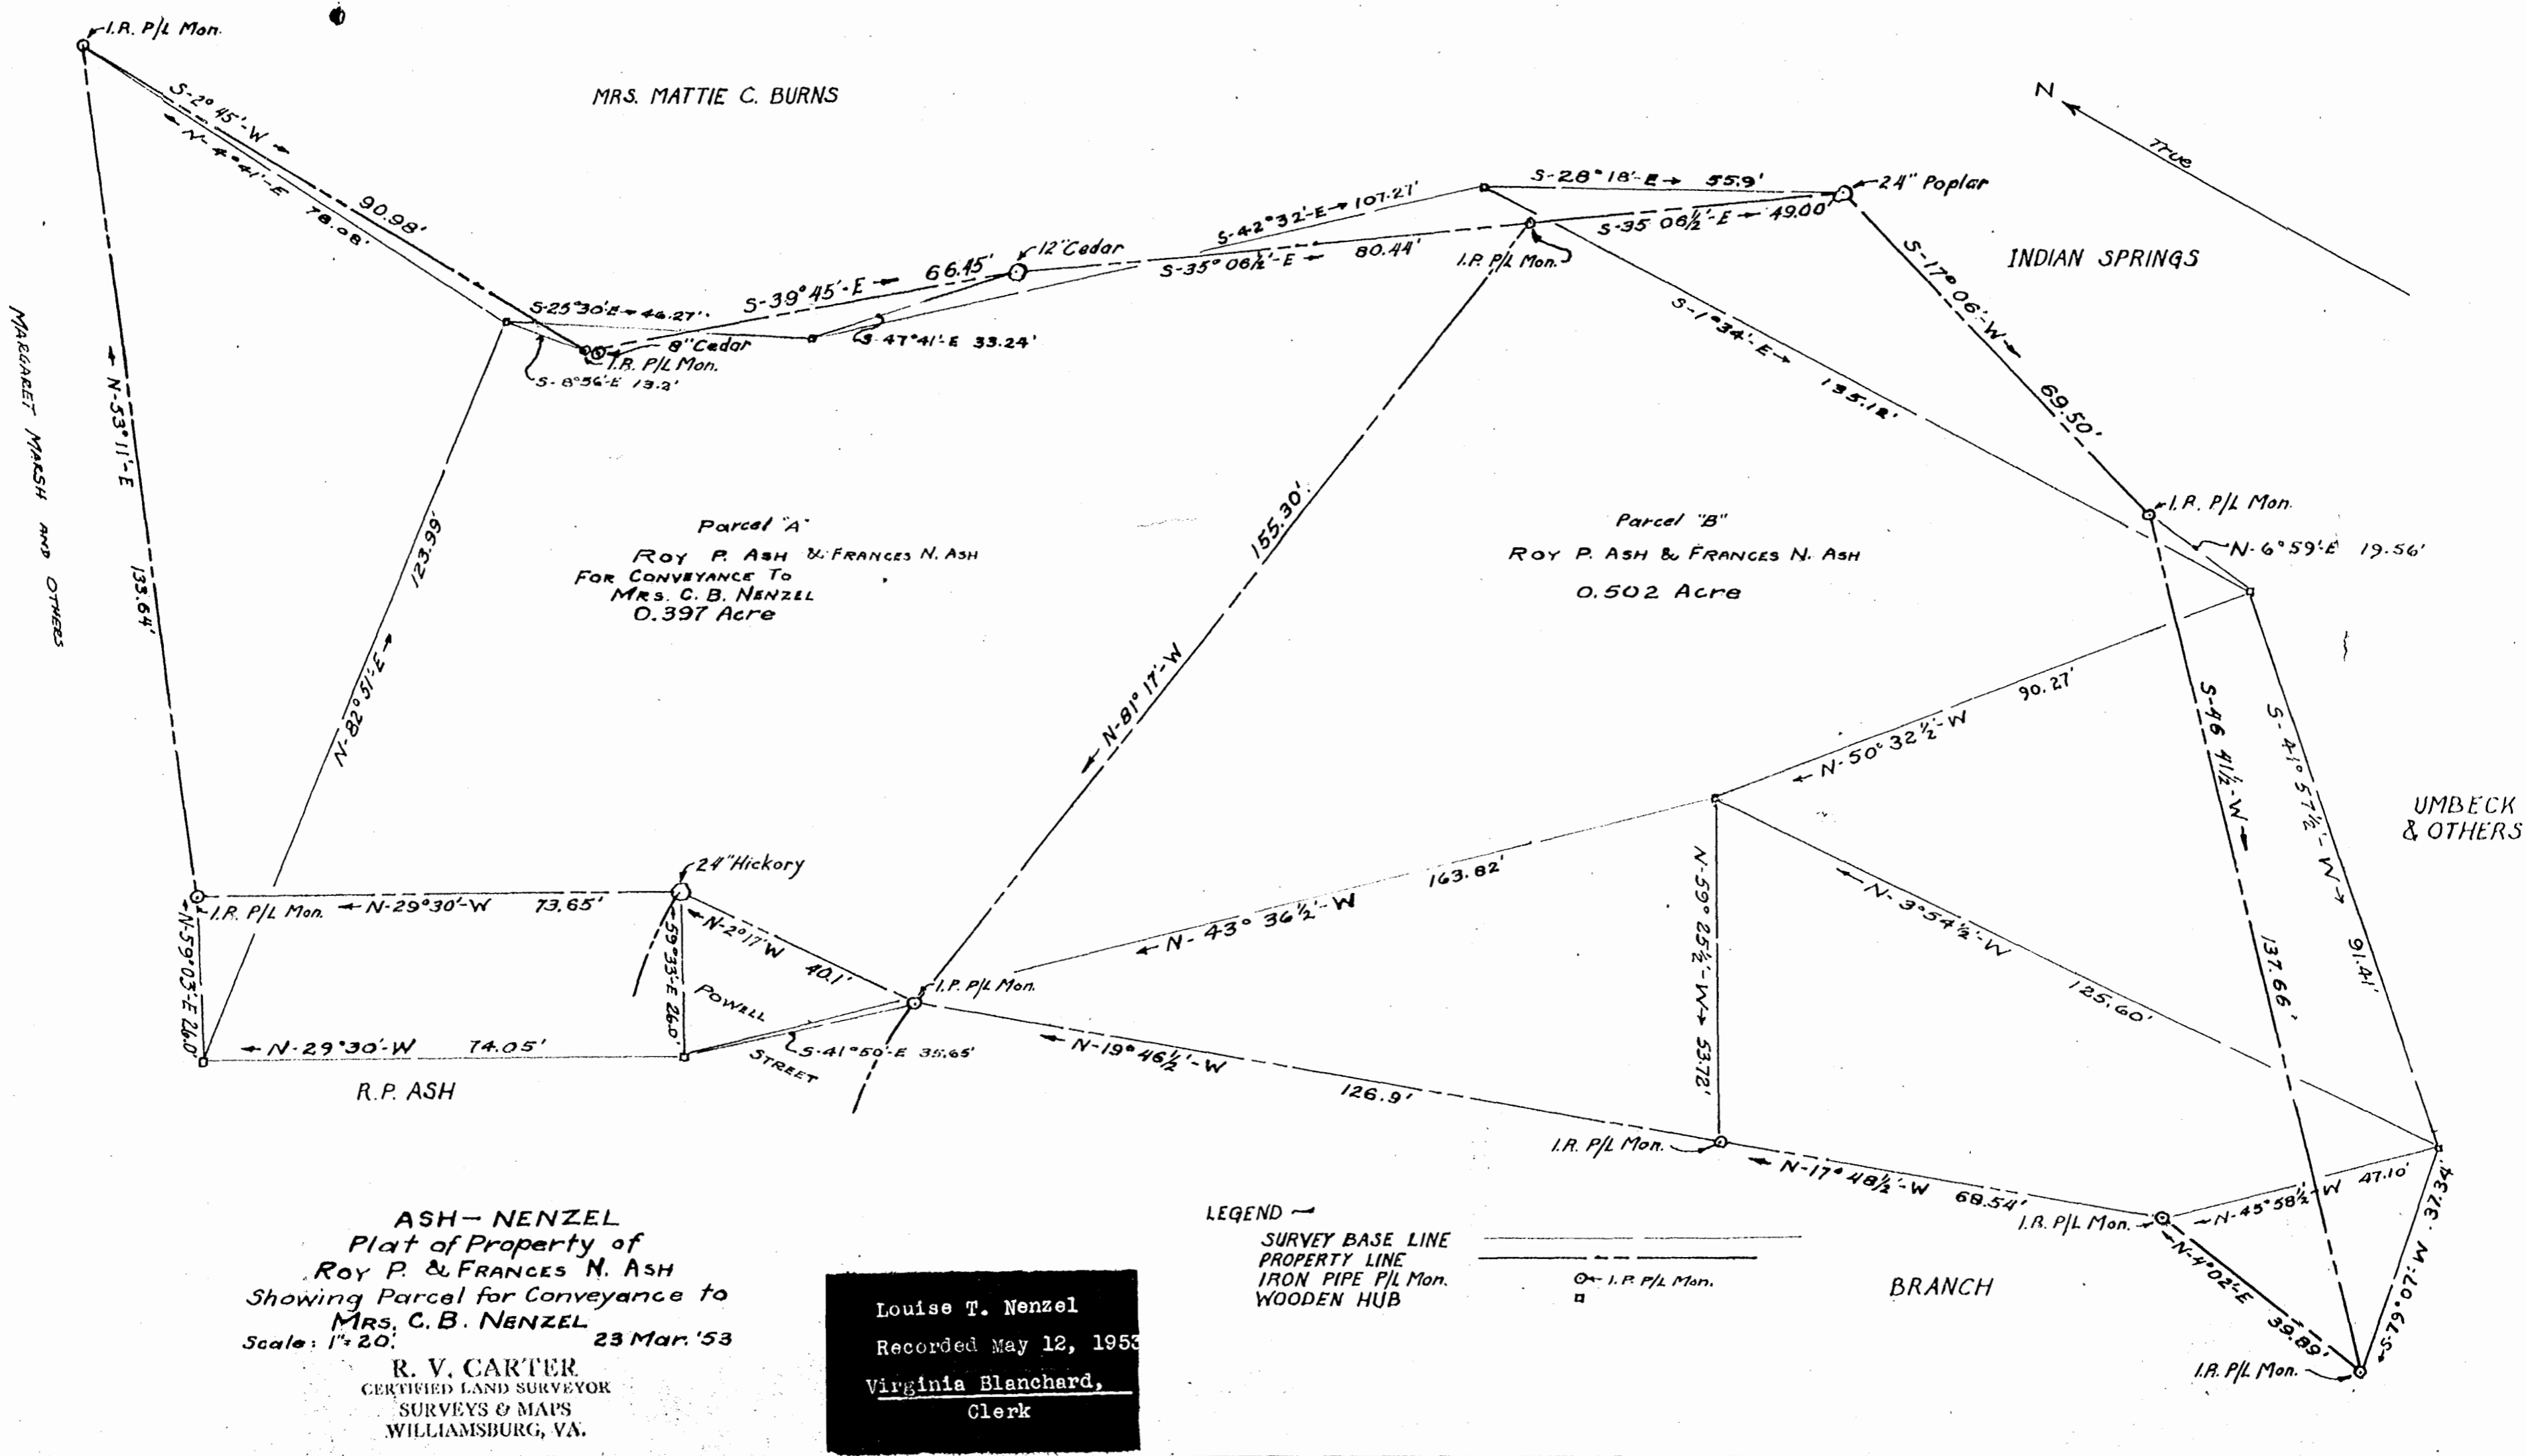 I.R. P/L Mon.
MRS. MATTIE C. BURNS
N
True
S-2° 45'-W →
90.98'
← N-4°41'-E 78.08'
S-28°18'-E → 55.9'
24" Poplar
S-42°32'-E → 107.27'
S-35 06½'-E → 49.00'
12" Cedar
S-35° 06½'-E → 80.44'
I.P. P/L Mon.
S-39°45'-E → 66.45'
S-25°30'E → 46.27'
S-47°41'-E 33.24'
8" Cedar
I.R. P/L Mon.
S-8°56'-E 13.2'
INDIAN SPRINGS
S-17° 06'-W →
69.50'
S-1°34'-E →
135.12'
MARGARET MARSH AND OTHERS
← N-53°11'-E
133.64'
N-82°51'-E →
123.99'
155.30'
← N-81° 17'-W
Parcel "A"
ROY P. ASH & FRANCES N. ASH
FOR CONVEYANCE TO
MRS. C. B. NENZEL
0.397 Acre
Parcel "B"
ROY P. ASH & FRANCES N. ASH
0.502 Acre
I.R. P/L Mon.
N-6°59'-E 19.56'
90.27'
← N-50° 32½'-W
S-46 41½-W →
137.66'
S-41° 57½'-W →
91.41'
UMBECK
& OTHERS
24" Hickory
I.R. P/L Mon.
← N-29°30'-W 73.65'
← N-59°03'-E 26.0'
← N-2°17'W 40.1'
← 59°33'-E 26.0'
POWELL
STREET
I.P. P/L Mon.
S-41°50'-E 35.65'
← N-29°30'-W 74.05'
R.P. ASH
163.82'
← N-43° 36½'-W
N-59° 25½'-W → 53.72'
← N-3°54½'-W
125.60'
← N-19°46½'-W
126.9'
I.R. P/L Mon.
← N-17° 48½'-W 68.54'
I.R. P/L Mon.
← N-45°58½'-W 47.10'
← S-79°07'-W 37.34'
← N-4°02'-E
39.89'
I.R. P/L Mon.
BRANCH
ASH-NENZEL
Plat of Property of
ROY P. & FRANCES N. ASH
Showing Parcel for Conveyance to
MRS. C. B. NENZEL
Scale: 1"=20'. 23 Mar. '53
R. V. CARTER
CERTIFIED LAND SURVEYOR
SURVEYS & MAPS
WILLIAMSBURG, VA.
Louise T. Nenzel
Recorded May 12, 1953
Virginia Blanchard,
Clerk
LEGEND —
SURVEY BASE LINE
PROPERTY LINE
IRON PIPE P/L Mon.
I.P. P/L Mon.
WOODEN HUB